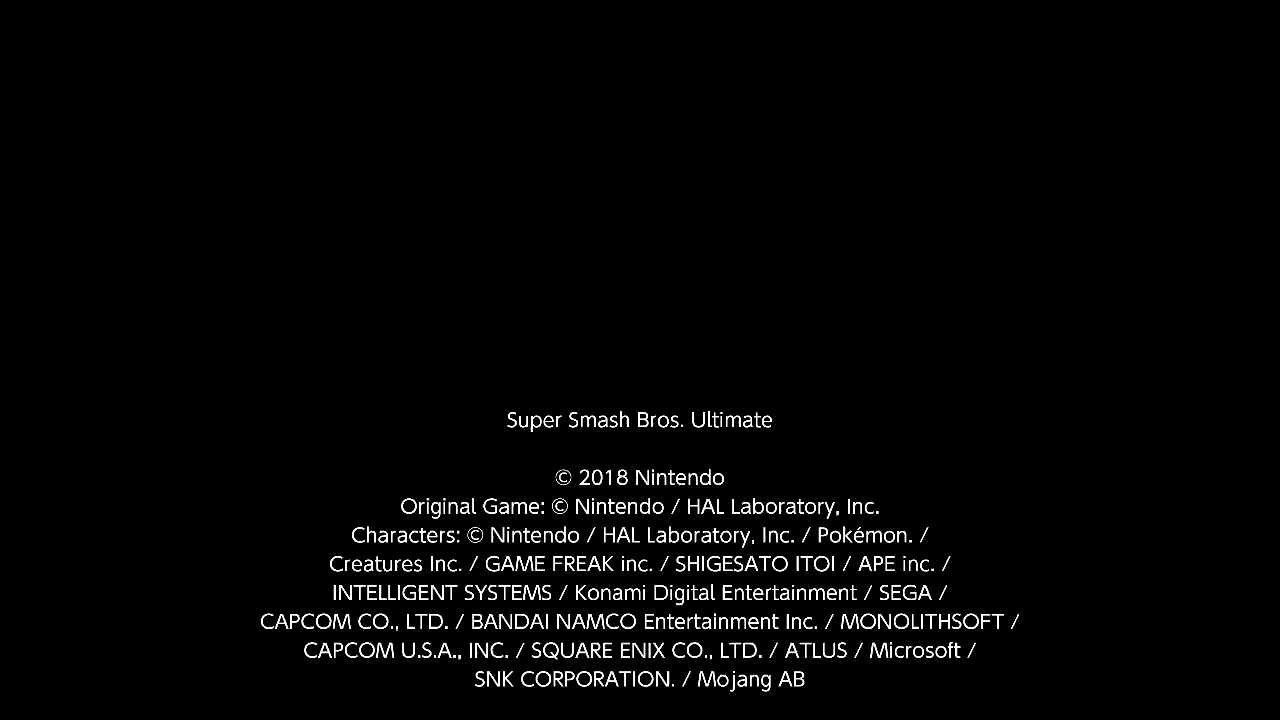 Super Smash Bros. Ultimate
© 2018 Nintendo
Original Game: © Nintendo / HAL Laboratory, Inc.
Characters: © Nintendo / HAL Laboratory, Inc. / Pokémon. /
Creatures Inc. / GAME FREAK inc. / SHIGESATO ITOI / APE inc. /
INTELLIGENT SYSTEMS / Konami Digital Entertainment / SEGA /
CAPCOM CO., LTD. / BANDAI NAMCO Entertainment Inc. / MONOLITHSOFT /
CAPCOM U.S.A., INC. / SQUARE ENIX CO., LTD. / ATLUS / Microsoft /
SNK CORPORATION. / Mojang AB